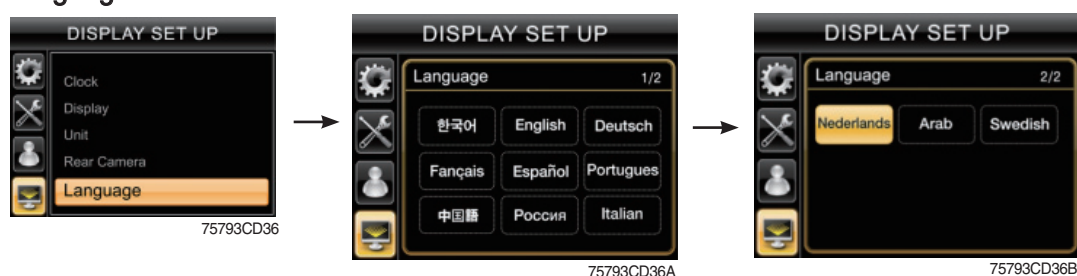 DISPLAY SET UP
Clock
Display
Unit
Rear Camera
Language
75793CD36
DISPLAY SET UP
Language 1/2
한국어 English Deutsch
Fançais Español Portugues
中国語 Россия Italian
75793CD36A
DISPLAY SET UP
Language 2/2
Nederlands Arab Swedish
75793CD36B